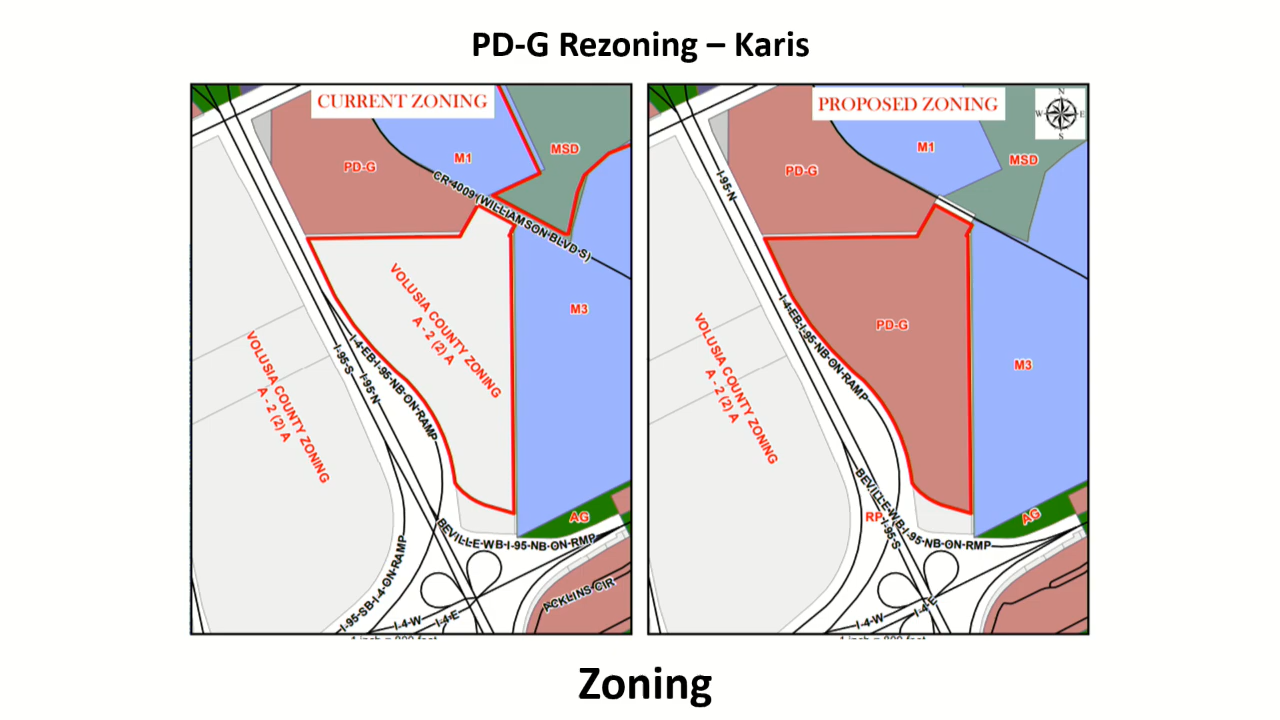 PD-G Rezoning – Karis
CURRENT ZONING
PD-G
M1
MSD
CR-4009 (WILLIAMSON BLVD S)
VOLUSIA COUNTY ZONING
A - 2 (2) A
M3
VOLUSIA COUNTY ZONING
A - 2 (2) A
I-95-S
I-95-N
I-4-EB-I-95-NB-ON-RAMP
AG
BEVILLE-WB-I-95-NB-ON-RMP
I-95-SB-I-4-ON-RAMP
I-4-W
I-4-E
ACKLINS CIR
PROPOSED ZONING
N
W
E
S
I-95-N
PD-G
M1
MSD
I-4-EB-I-95-NB-ON-RAMP
PD-G
M3
VOLUSIA COUNTY ZONING
A - 2 (2) A
RP
I-95-S
BEVILLE-WB-I-95-NB-ON-RMP
AG
I-4-W
I-4-E
Zoning